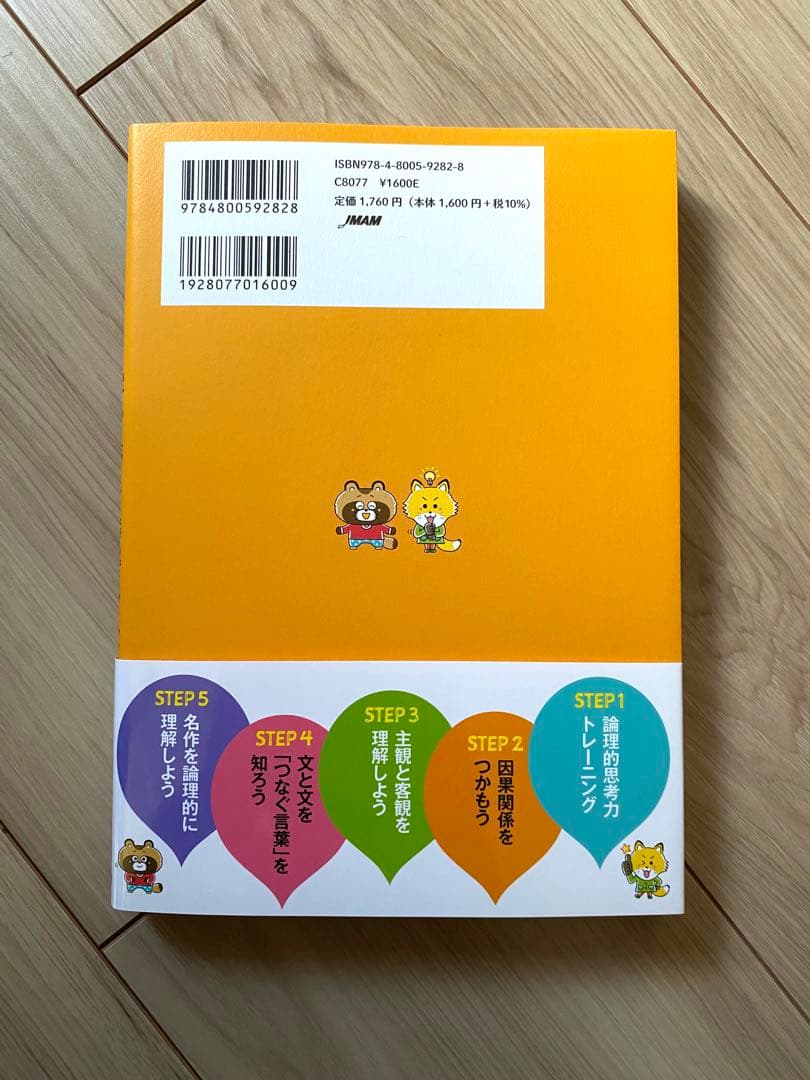 ISBN978-4-8005-9282-8
C8077 ¥1600E
定価 1,760 円（本体 1,600 円＋税10%）
JMAM
9784800592828
1928077016009
STEP 1
論理的思考力
トレーニング
STEP 2
因果関係を
つかもう
STEP 3
主観と客観を
理解しよう
STEP 4
文と文を
「つなぐ言葉」を
知ろう
STEP 5
名作を論理的に
理解しよう